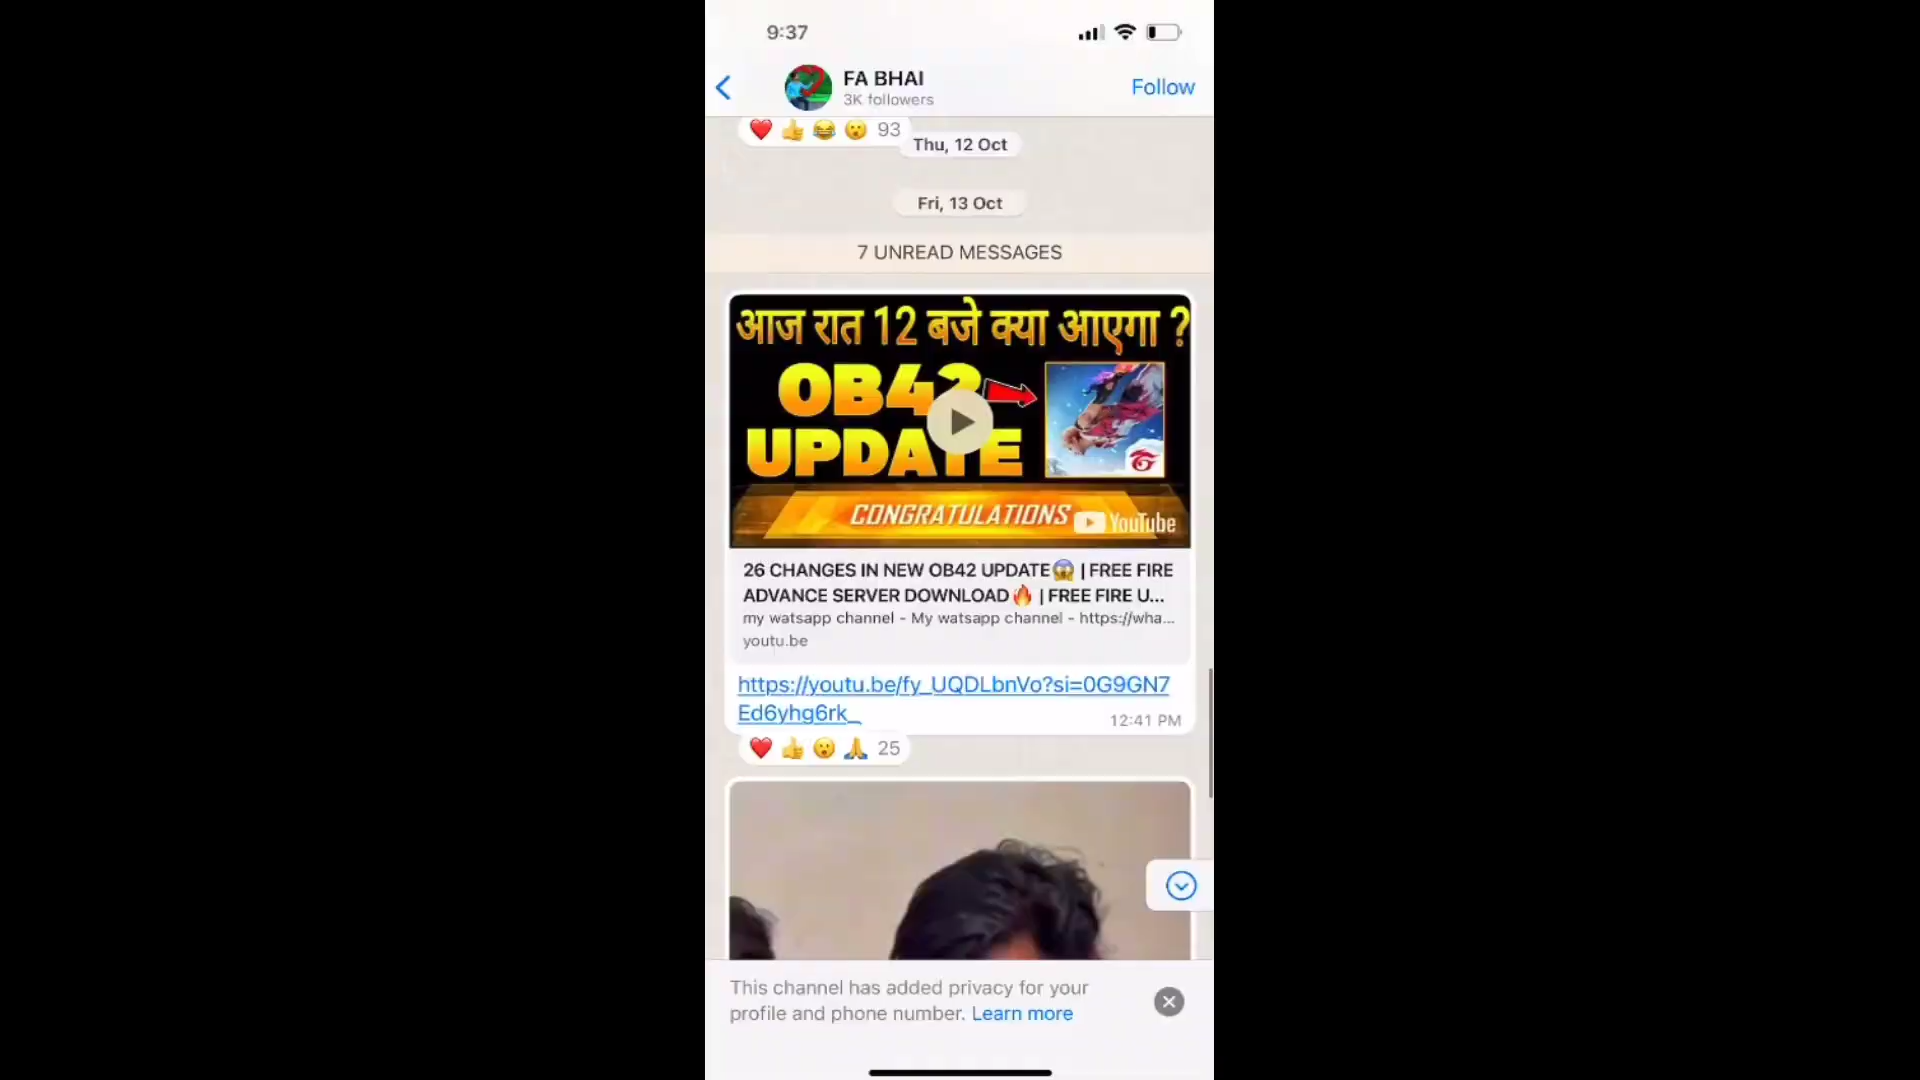 9:37
FA BHAI
3K followers
Follow
93
Thu, 12 Oct
Fri, 13 Oct
7 UNREAD MESSAGES
आज रात 12 बजे क्या आएगा ?
OB42
UPDATE
CONGRATULATIONS
YouTube
26 CHANGES IN NEW OB42 UPDATE😱 | FREE FIRE
ADVANCE SERVER DOWNLOAD🔥 | FREE FIRE U...
my watsapp channel - My watsapp channel - https://wha...
youtu.be
https://youtu.be/fy_UQDLbnVo?si=0G9GN7
Ed6yhg6rk_
12:41 PM
25
This channel has added privacy for your
profile and phone number. Learn more